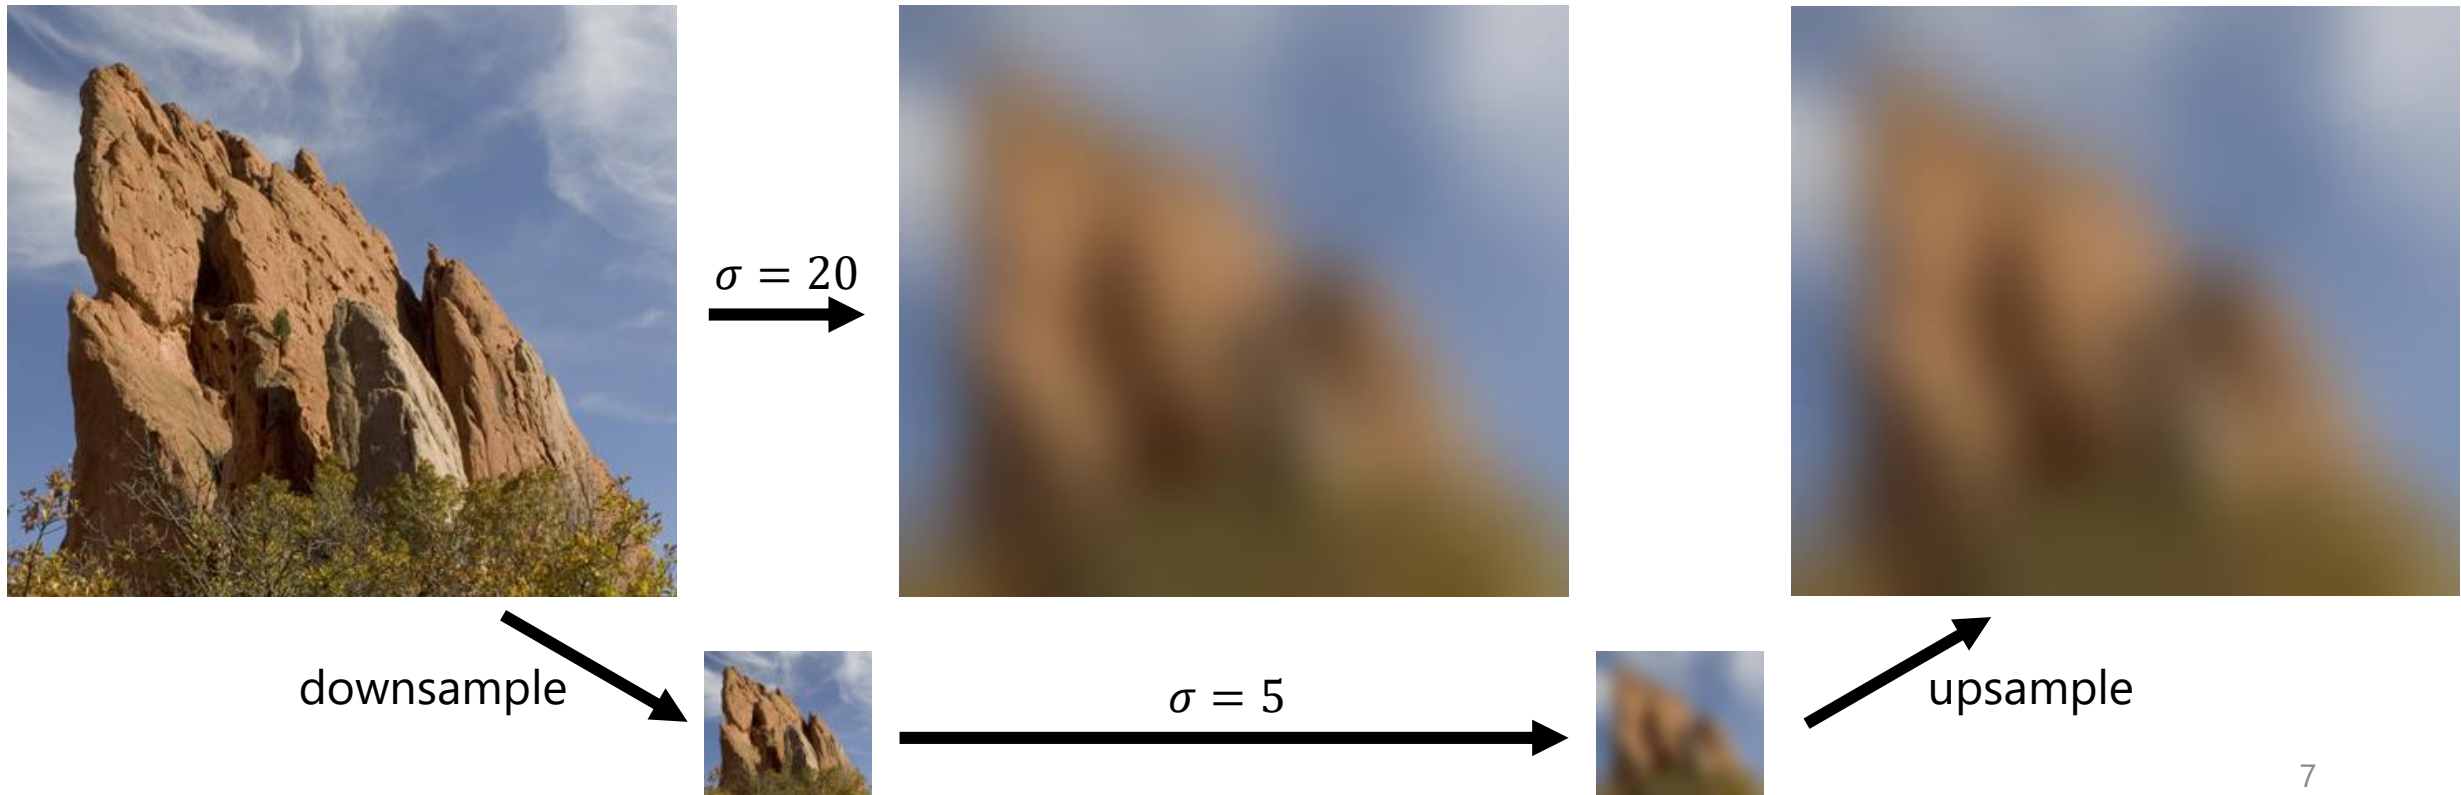 σ = 20
downsample
σ = 5
upsample
7